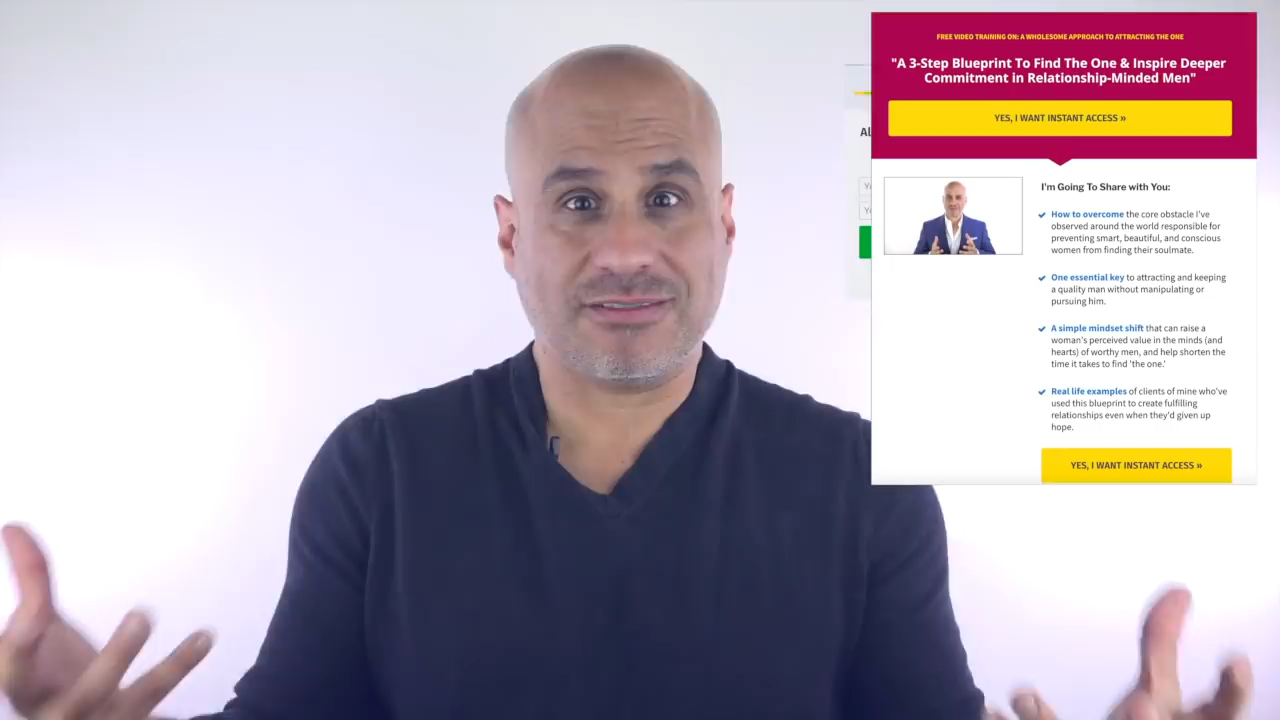 FREE VIDEO TRAINING ON: A WHOLESOME APPROACH TO ATTRACTING THE ONE
"A 3-Step Blueprint To Find The One & Inspire Deeper
Commitment in Relationship-Minded Men"
YES, I WANT INSTANT ACCESS »
I'm Going To Share with You:
How to overcome the core obstacle I've
observed around the world responsible for
preventing smart, beautiful, and conscious
women from finding their soulmate.
One essential key to attracting and keeping
a quality man without manipulating or
pursuing him.
A simple mindset shift that can raise a
woman's perceived value in the minds (and
hearts) of worthy men, and help shorten the
time it takes to find 'the one.'
Real life examples of clients of mine who've
used this blueprint to create fulfilling
relationships even when they'd given up
hope.
YES, I WANT INSTANT ACCESS »